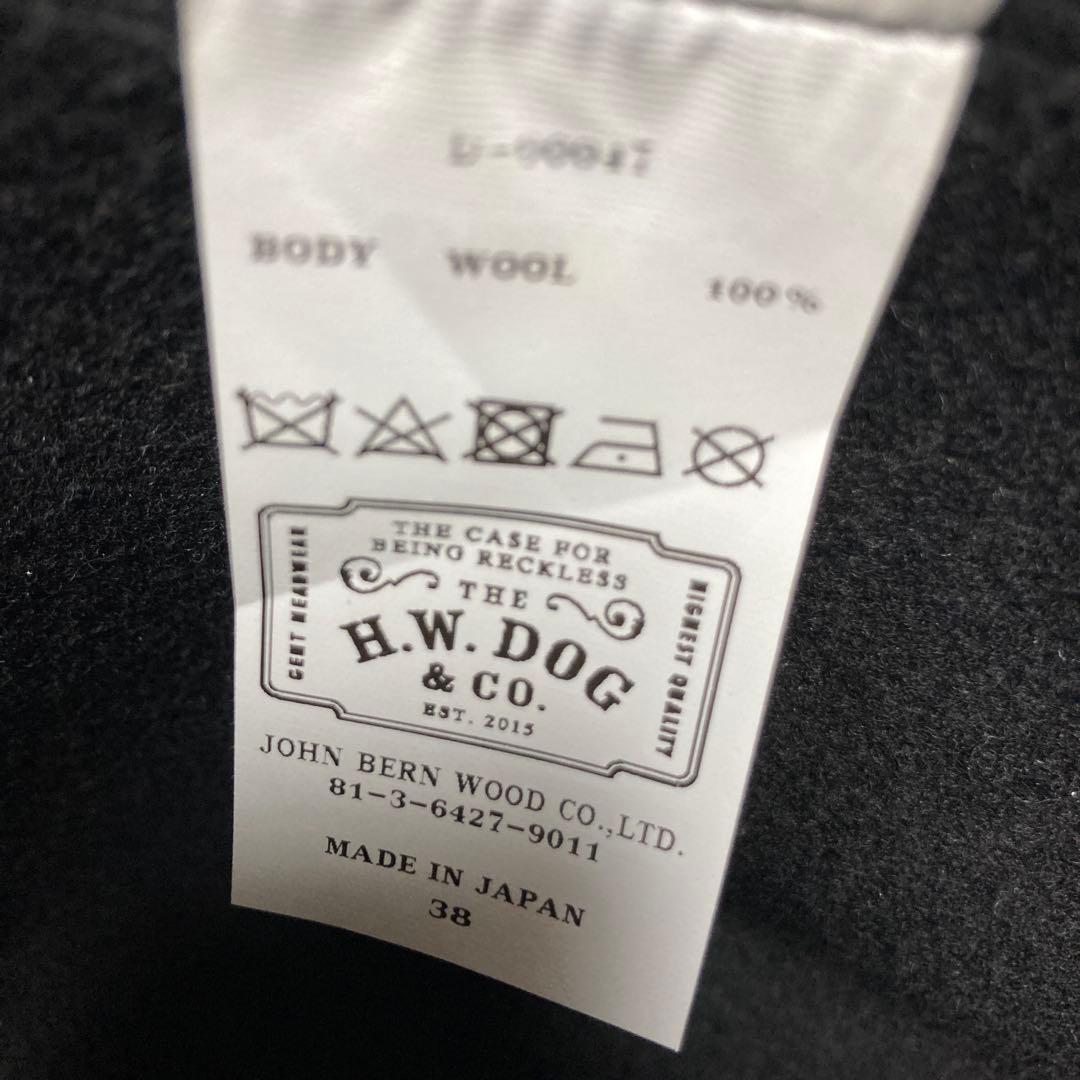 D-00047
BODY WOOL 100%
THE CASE FOR
BEING RECKLESS
GENT HEADWEAR
THE
H.W. DOG
& CO.
EST. 2015
HIGHEST QUALITY
JOHN BERN WOOD CO.,LTD.
81-3-6427-9011
MADE IN JAPAN
38